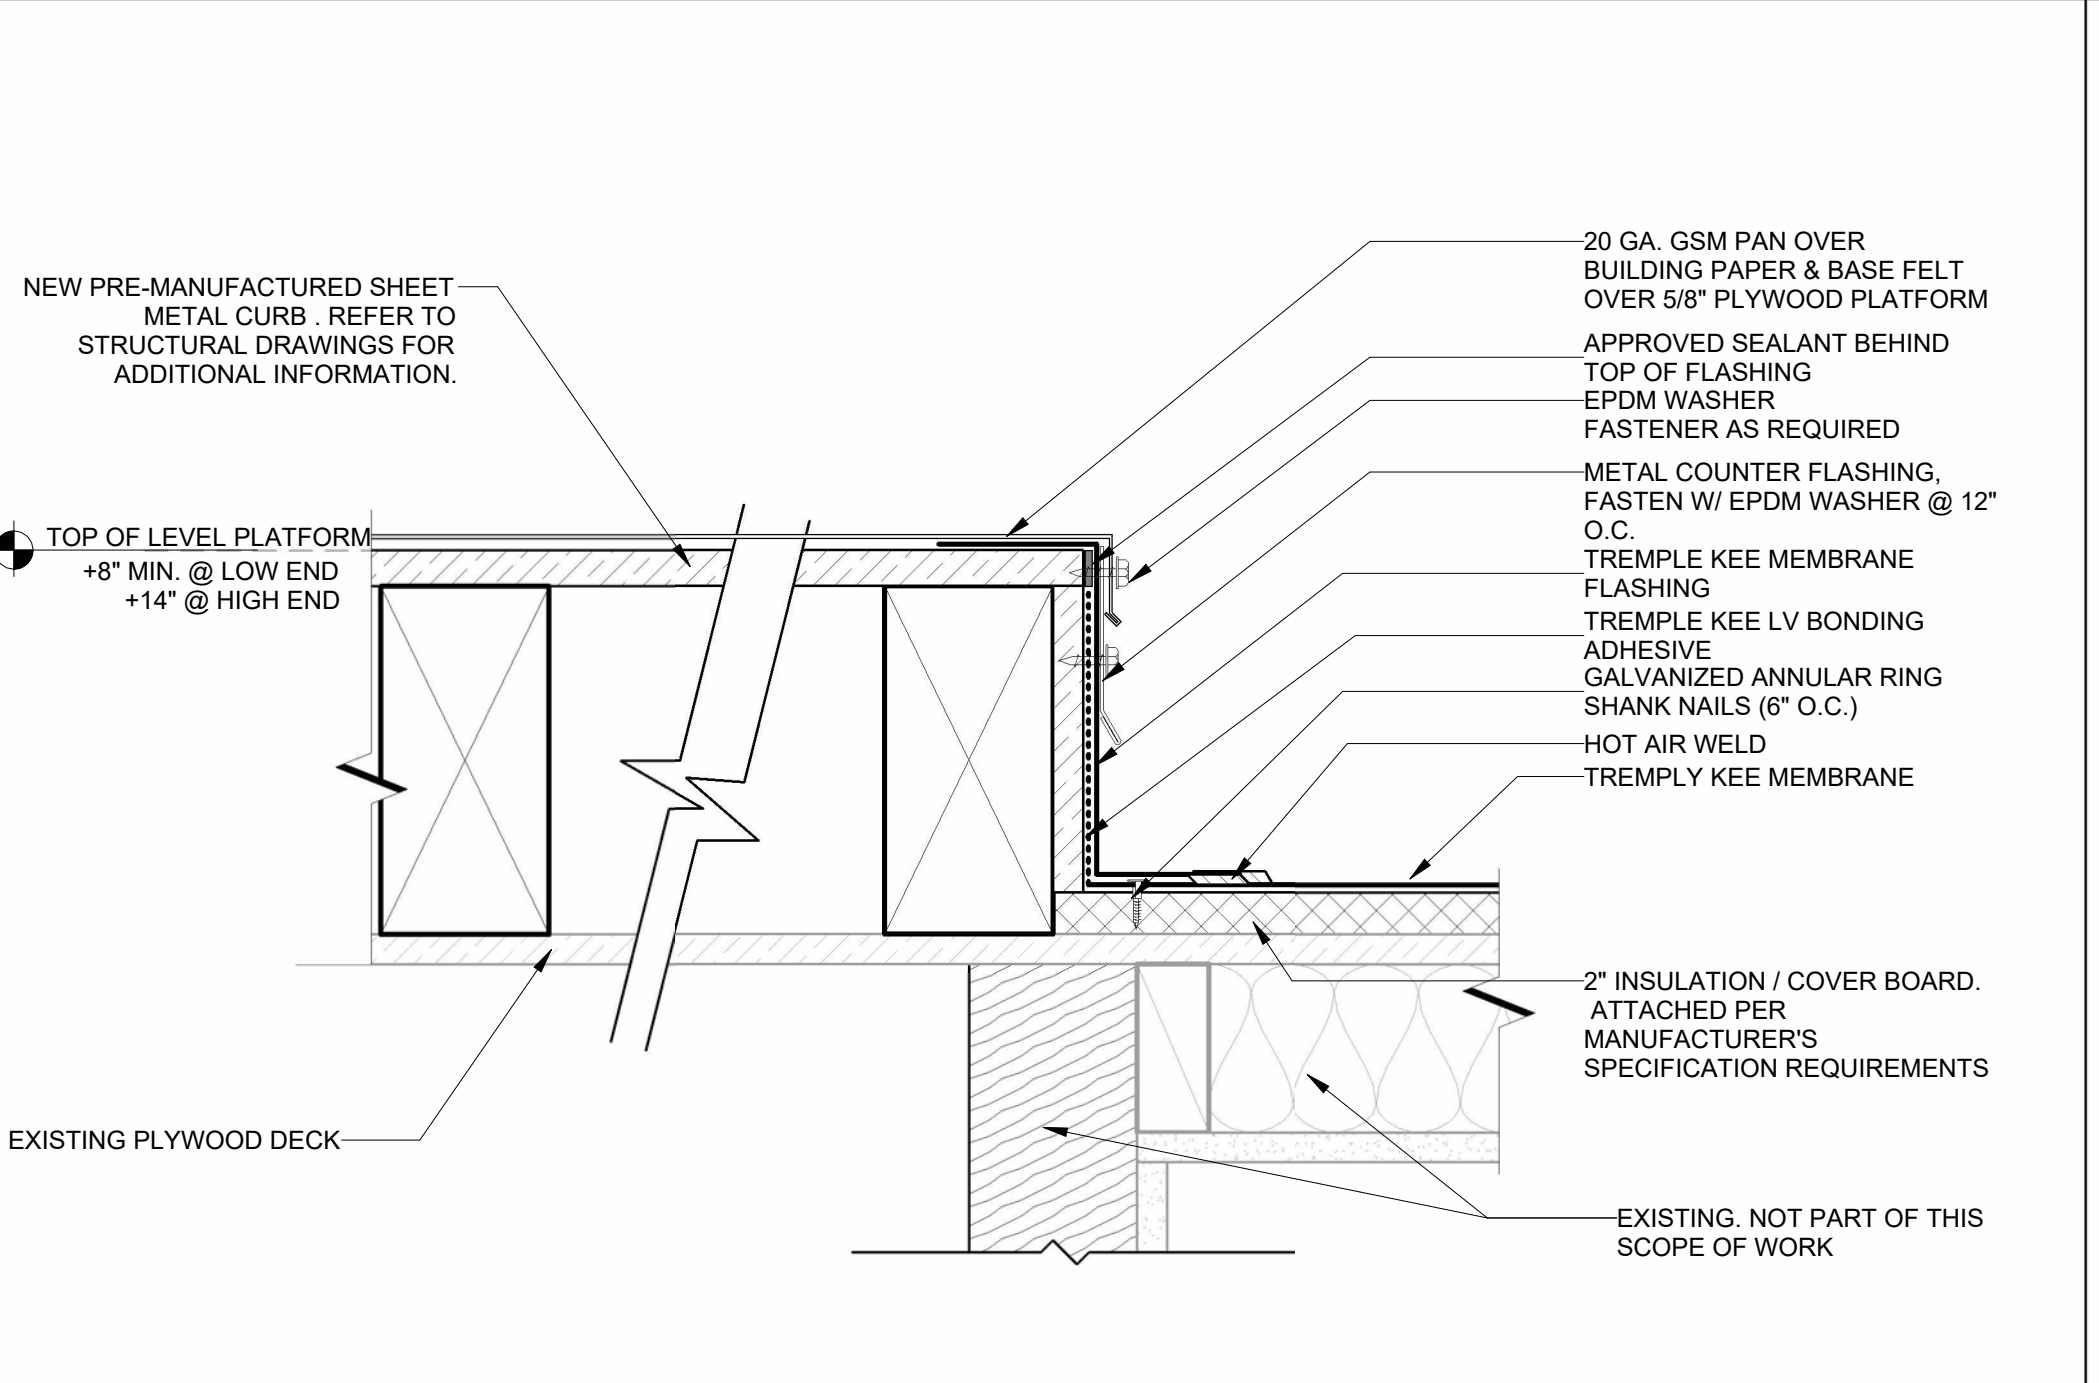 NEW PRE-MANUFACTURED SHEET
METAL CURB . REFER TO
STRUCTURAL DRAWINGS FOR
ADDITIONAL INFORMATION.
TOP OF LEVEL PLATFORM
+8" MIN. @ LOW END
+14" @ HIGH END
EXISTING PLYWOOD DECK
20 GA. GSM PAN OVER
BUILDING PAPER & BASE FELT
OVER 5/8" PLYWOOD PLATFORM
APPROVED SEALANT BEHIND
TOP OF FLASHING
EPDM WASHER
FASTENER AS REQUIRED
METAL COUNTER FLASHING,
FASTEN W/ EPDM WASHER @ 12"
O.C.
TREMPLE KEE MEMBRANE
FLASHING
TREMPLE KEE LV BONDING
ADHESIVE
GALVANIZED ANNULAR RING
SHANK NAILS (6" O.C.)
HOT AIR WELD
TREMPLY KEE MEMBRANE
2" INSULATION / COVER BOARD.
ATTACHED PER
MANUFACTURER'S
SPECIFICATION REQUIREMENTS
EXISTING. NOT PART OF THIS
SCOPE OF WORK